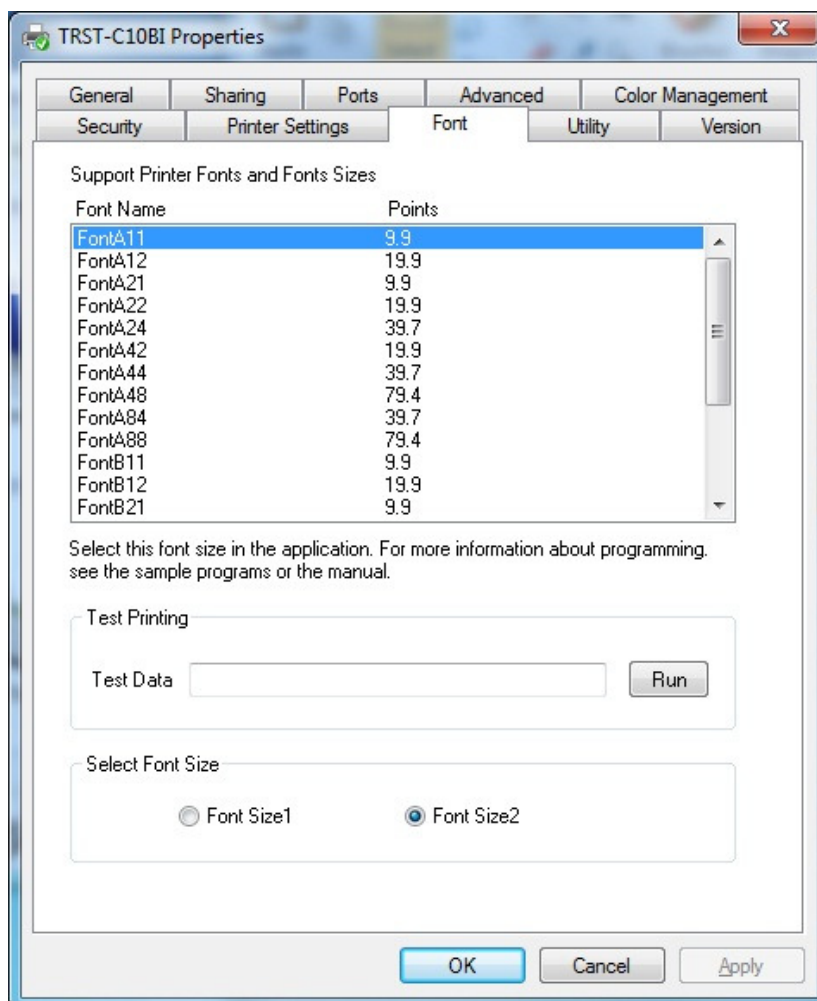 TRST-C10BI Properties
General Sharing Ports Advanced Color Management
Security Printer Settings Font Utility Version
Support Printer Fonts and Fonts Sizes
Font Name Points
FontA11 9.9
FontA12 19.9
FontA21 9.9
FontA22 19.9
FontA24 39.7
FontA42 19.9
FontA44 39.7
FontA48 79.4
FontA84 39.7
FontA88 79.4
FontB11 9.9
FontB12 19.9
FontB21 9.9
Select this font size in the application. For more information about programming.
see the sample programs or the manual.
Test Printing
Test Data Run
Select Font Size
Font Size1 Font Size2
OK Cancel Apply